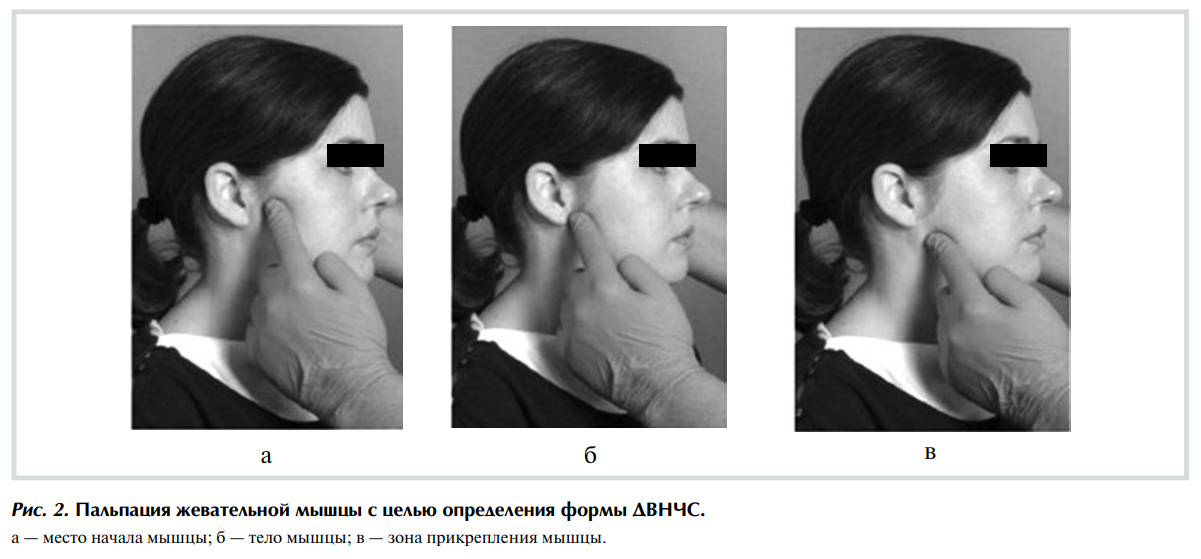 а б в
Рис. 2. Пальпация жевательной мышцы с целью определения формы ДВНЧС.
а — место начала мышцы; б — тело мышцы; в — зона прикрепления мышцы.